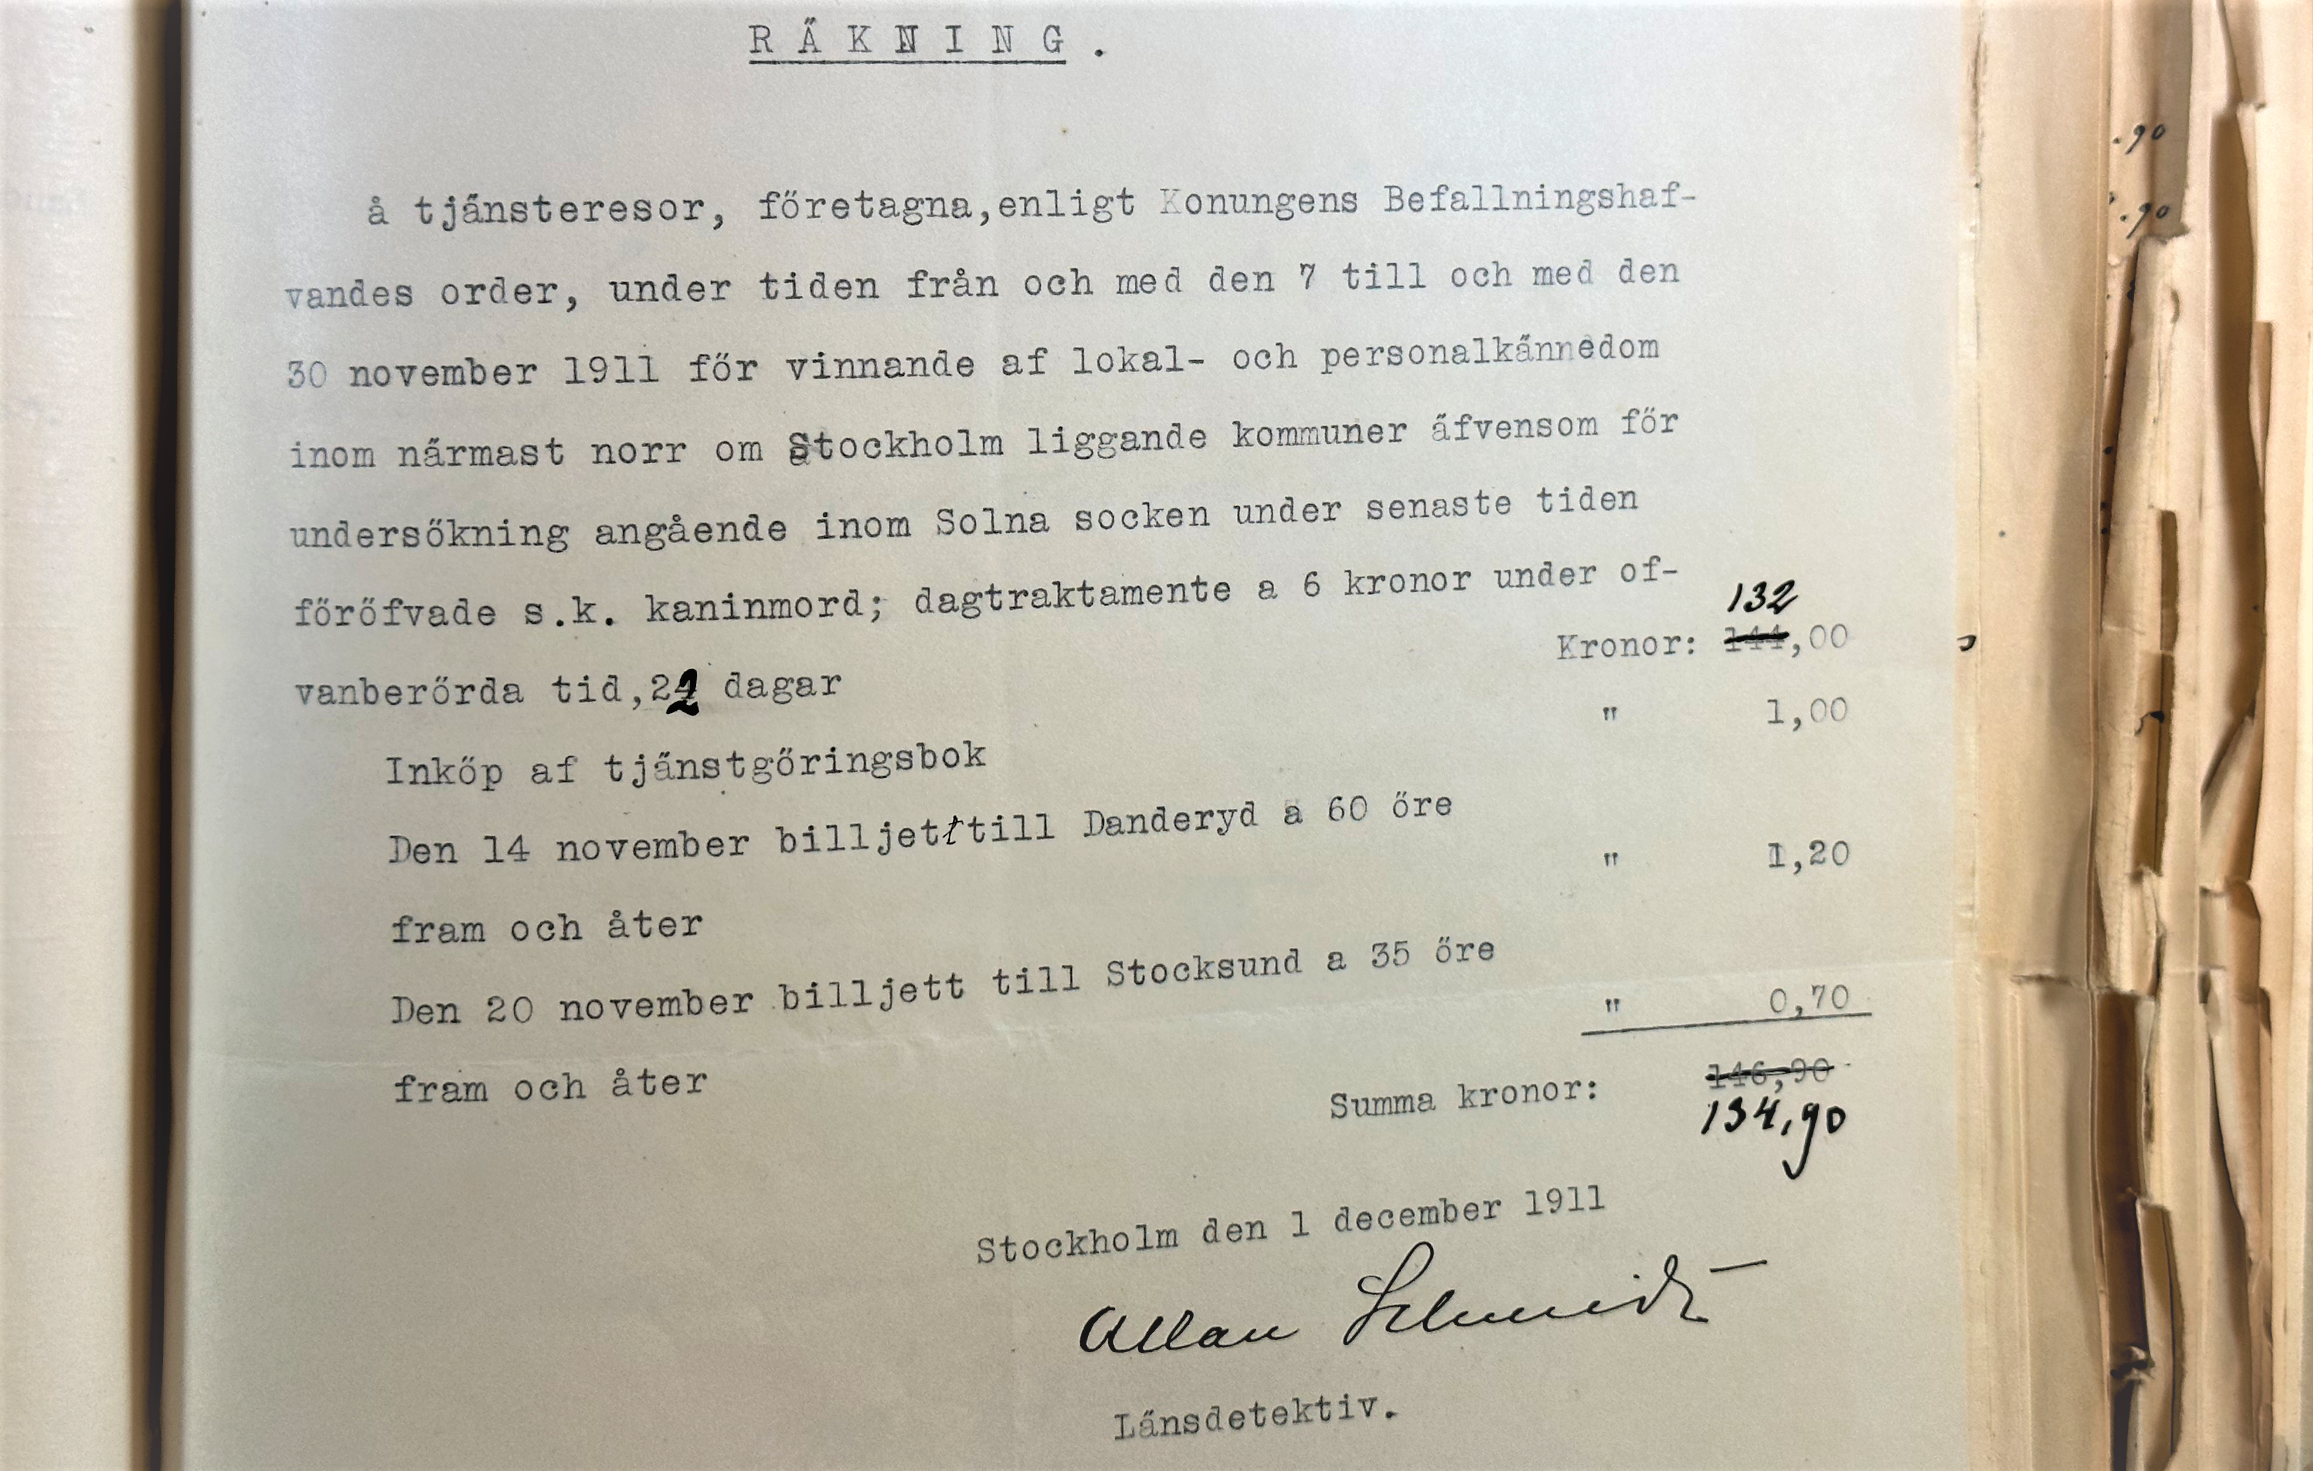 RÄKNING.
å tjänsteresor, företagna,enligt Konungens Befallningshaf-
vandes order, under tiden från och med den 7 till och med den
30 november 1911 för vinnande af lokal- och personalkännedom
inom närmast norr om Stockholm liggande kommuner äfvensom för
undersökning angående inom Solna socken under senaste tiden
föröfvade s.k. kaninmord; dagtraktamente a 6 kronor under of-
132
vanberörda tid,22 dagar Kronor: 144,00
Inköp af tjänstgöringsbok " 1,00
Den 14 november billjett till Danderyd a 60 öre
fram och åter " 1,20
Den 20 november billjett till Stocksund a 35 öre
fram och åter " 0,70
Summa kronor: 146,90
134,90
Stockholm den 1 december 1911
Allan Schmidt
Länsdetektiv.
.90
.90